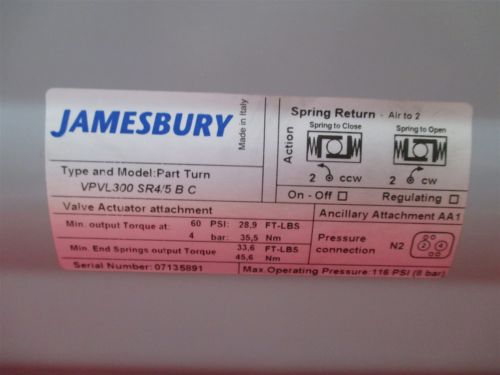 JAMESBURY
Made in Italy
Type and Model:Part Turn
VPVL300 SR4/5 B C
Action
Spring Return - Air to 2
Spring to Close
Spring to Open
2 ccw
2 cw
On - Off
Regulating
Valve Actuator attachment
Min. output Torque at: 60 PSI: 28,9 FT-LBS
4 bar: 35,5 Nm
Min. End Springs output Torque 33,6 FT-LBS
45,6 Nm
Serial Number: 07135891
Ancillary Attachment AA1
Pressure connection N2
2 4
Max.Operating Pressure:116 PSI (8 bar)